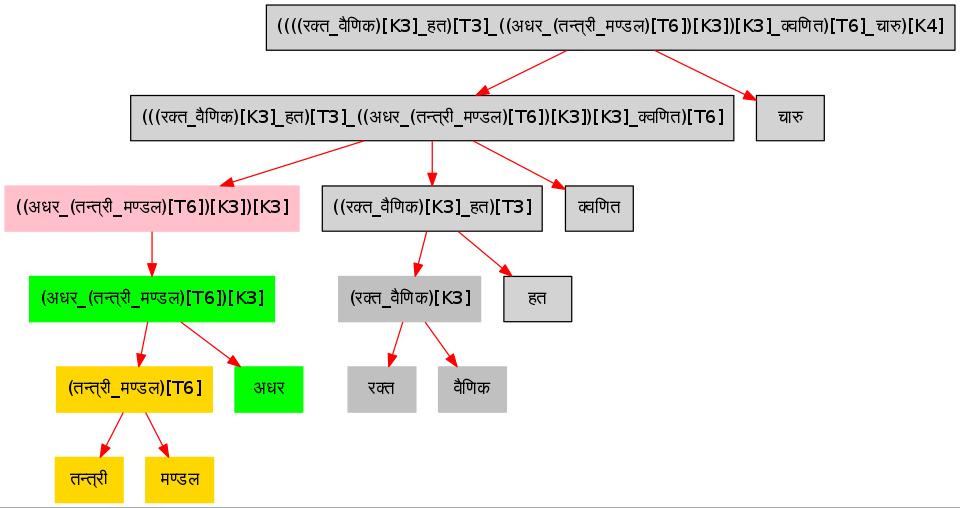 ((((रक्त_वैणिक)[K3]_हत)[T3]_((अधर_(तन्त्री_मण्डल)[T6])[K3])[K3]_क्वणित)[T6]_चारु)[K4]
(((रक्त_वैणिक)[K3]_हत)[T3]_((अधर_(तन्त्री_मण्डल)[T6])[K3])[K3]_क्वणित)[T6]
चारु
((अधर_(तन्त्री_मण्डल)[T6])[K3])[K3]
((रक्त_वैणिक)[K3]_हत)[T3]
क्वणित
(अधर_(तन्त्री_मण्डल)[T6])[K3]
(रक्त_वैणिक)[K3]
हत
(तन्त्री_मण्डल)[T6]
अधर
रक्त
वैणिक
तन्त्री
मण्डल